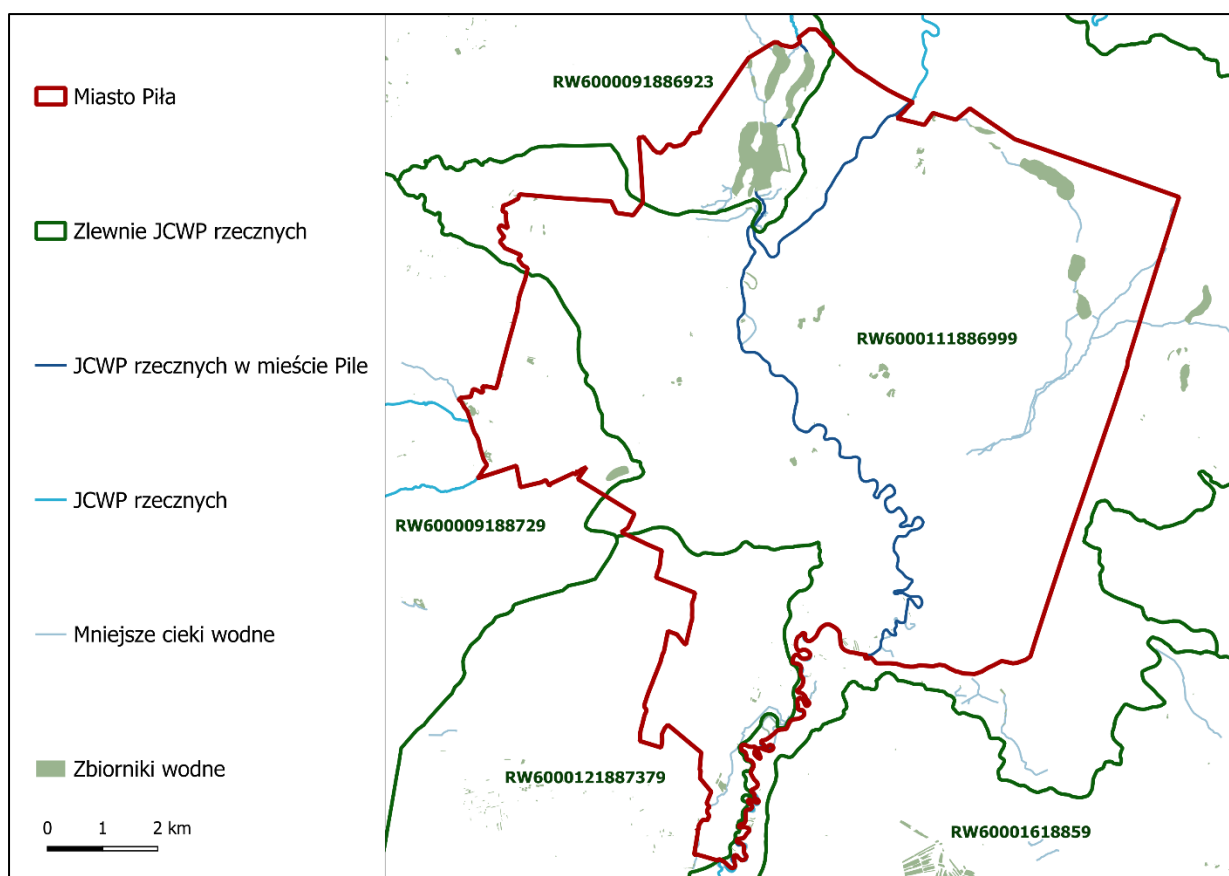 Miasto Piła
Zlewnie JCWP rzecznych
JCWP rzecznych w mieście Pile
JCWP rzecznych
Mniejsze cieki wodne
Zbiorniki wodne
0 1 2 km
RW6000091886923
RW6000111886999
RW600009188729
RW6000121887379
RW60001618859